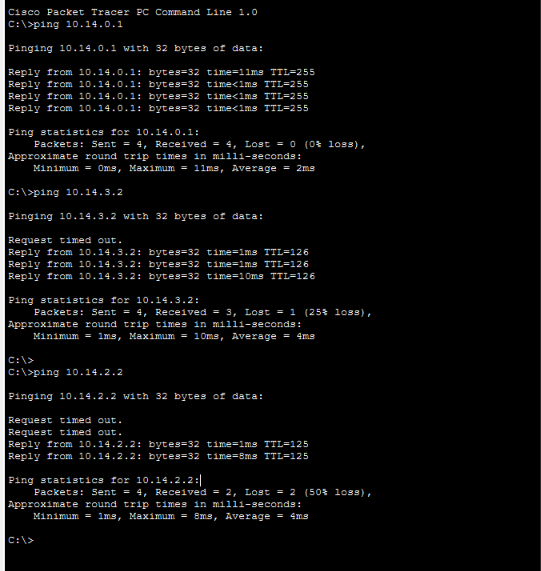 Cisco Packet Tracer PC Command Line 1.0
C:\>ping 10.14.0.1
Pinging 10.14.0.1 with 32 bytes of data:
Reply from 10.14.0.1: bytes=32 time=11ms TTL=255
Reply from 10.14.0.1: bytes=32 time<1ms TTL=255
Reply from 10.14.0.1: bytes=32 time<1ms TTL=255
Reply from 10.14.0.1: bytes=32 time<1ms TTL=255
Ping statistics for 10.14.0.1:
Packets: Sent = 4, Received = 4, Lost = 0 (0% loss),
Approximate round trip times in milli-seconds:
Minimum = 0ms, Maximum = 11ms, Average = 2ms
C:\>ping 10.14.3.2
Pinging 10.14.3.2 with 32 bytes of data:
Request timed out.
Reply from 10.14.3.2: bytes=32 time=1ms TTL=126
Reply from 10.14.3.2: bytes=32 time=1ms TTL=126
Reply from 10.14.3.2: bytes=32 time=10ms TTL=126
Ping statistics for 10.14.3.2:
Packets: Sent = 4, Received = 3, Lost = 1 (25% loss),
Approximate round trip times in milli-seconds:
Minimum = 1ms, Maximum = 10ms, Average = 4ms
C:\>
C:\>ping 10.14.2.2
Pinging 10.14.2.2 with 32 bytes of data:
Request timed out.
Request timed out.
Reply from 10.14.2.2: bytes=32 time=1ms TTL=125
Reply from 10.14.2.2: bytes=32 time=8ms TTL=125
Ping statistics for 10.14.2.2:
Packets: Sent = 4, Received = 2, Lost = 2 (50% loss),
Approximate round trip times in milli-seconds:
Minimum = 1ms, Maximum = 8ms, Average = 4ms
C:\>